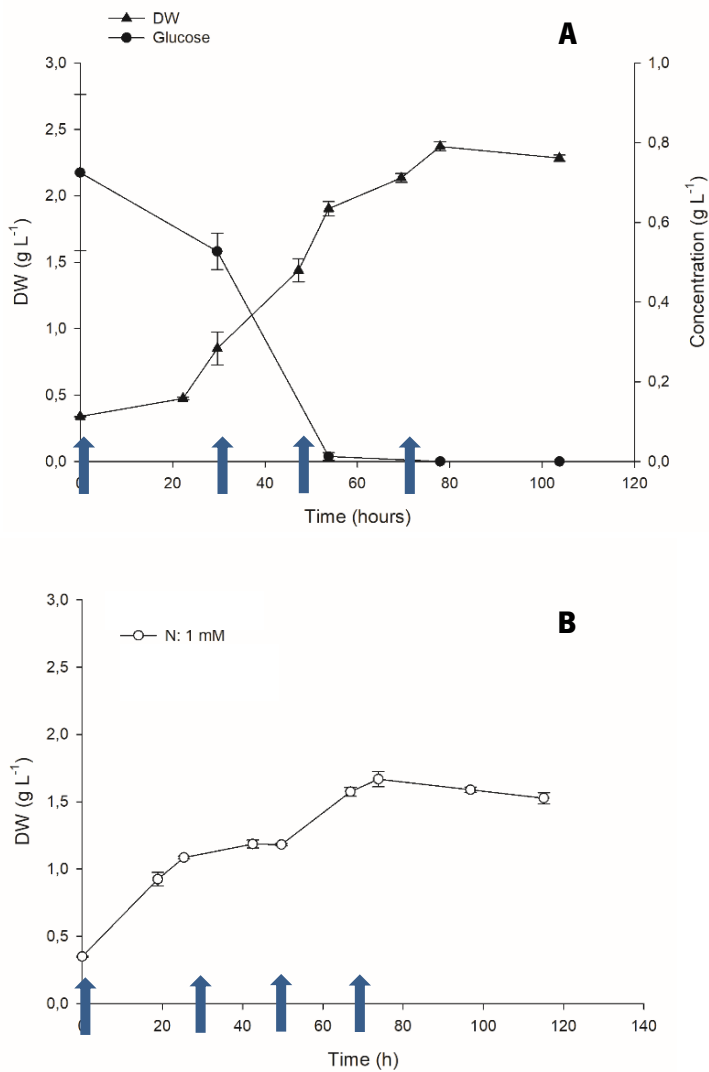 DW
Glucose
A
3,0
2,5
2,0
1,5
1,0
0,5
0,0
DW (g L-1)
1,0
0,8
0,6
0,4
0,2
0,0
Concentration (g L-1)
0 20 40 60 80 100 120
Time (hours)
B
N: 1 mM
3,0
2,5
2,0
1,5
1,0
0,5
0,0
DW (g L-1)
0 20 40 60 80 100 120 140
Time (h)